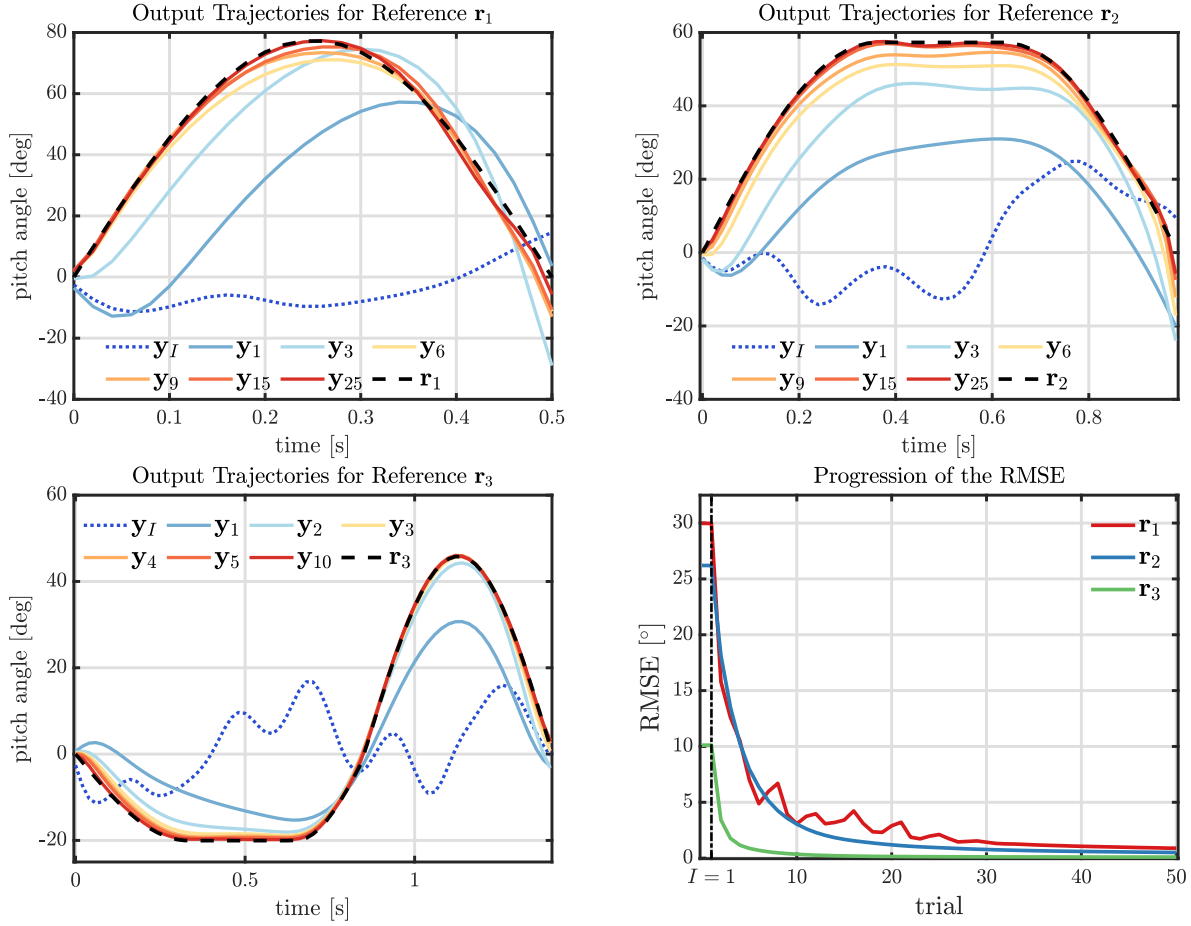 Output Trajectories for Reference r₁
80
60
40
20
0
-20
-40
pitch angle [deg]
y_I y₁ y₃ y₆
y₉ y₁₅ y₂₅ r₁
0 0.1 0.2 0.3 0.4 0.5
time [s]
Output Trajectories for Reference r₂
60
40
20
0
-20
-40
pitch angle [deg]
y_I y₁ y₃ y₆
y₉ y₁₅ y₂₅ r₂
0 0.2 0.4 0.6 0.8
time [s]
Output Trajectories for Reference r₃
60
40
20
0
-20
pitch angle [deg]
y_I y₁ y₂ y₃
y₄ y₅ y₁₀ r₃
0 0.5 1
time [s]
Progression of the RMSE
30
25
20
15
10
5
0
RMSE [°]
r₁
r₂
r₃
I = 1 10 20 30 40 50
trial